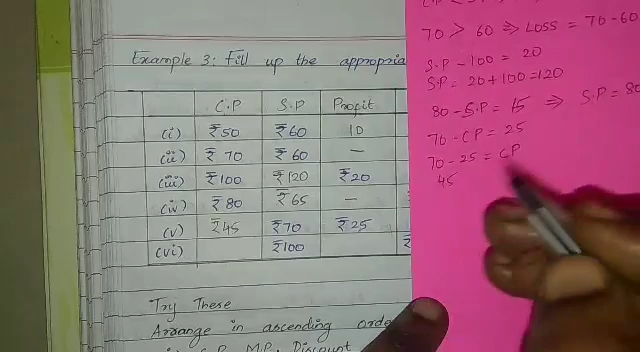 70 > 60 ⇒ Loss = 70 - 60
S.P - 100 = 20
S.P = 20 + 100 = 120
80 - S.P = 15 ⇒ S.P = 80
70 - CP = 25
70 - 25 = CP
45
Example 3: Fill up the appropria
C.P S.P Profit
(i) ₹50 ₹60 10
(ii) ₹70 ₹60 —
(iii) ₹100 ₹120 ₹20
(iv) ₹80 ₹65 —
(v) ₹45 ₹70 ₹25
(vi) ₹100
Try These
Arrange in ascending orde
C.P, M.P, Discount